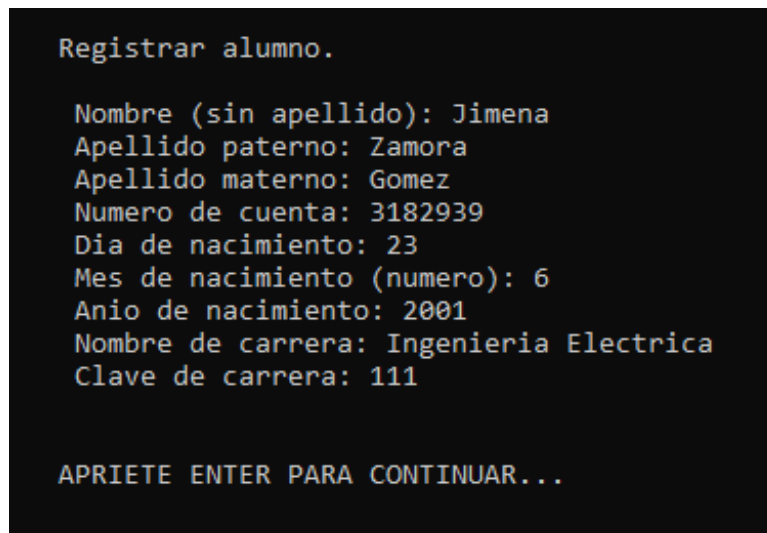 Registrar alumno.
Nombre (sin apellido): Jimena
Apellido paterno: Zamora
Apellido materno: Gomez
Numero de cuenta: 3182939
Dia de nacimiento: 23
Mes de nacimiento (numero): 6
Anio de nacimiento: 2001
Nombre de carrera: Ingenieria Electrica
Clave de carrera: 111
APRIETE ENTER PARA CONTINUAR...